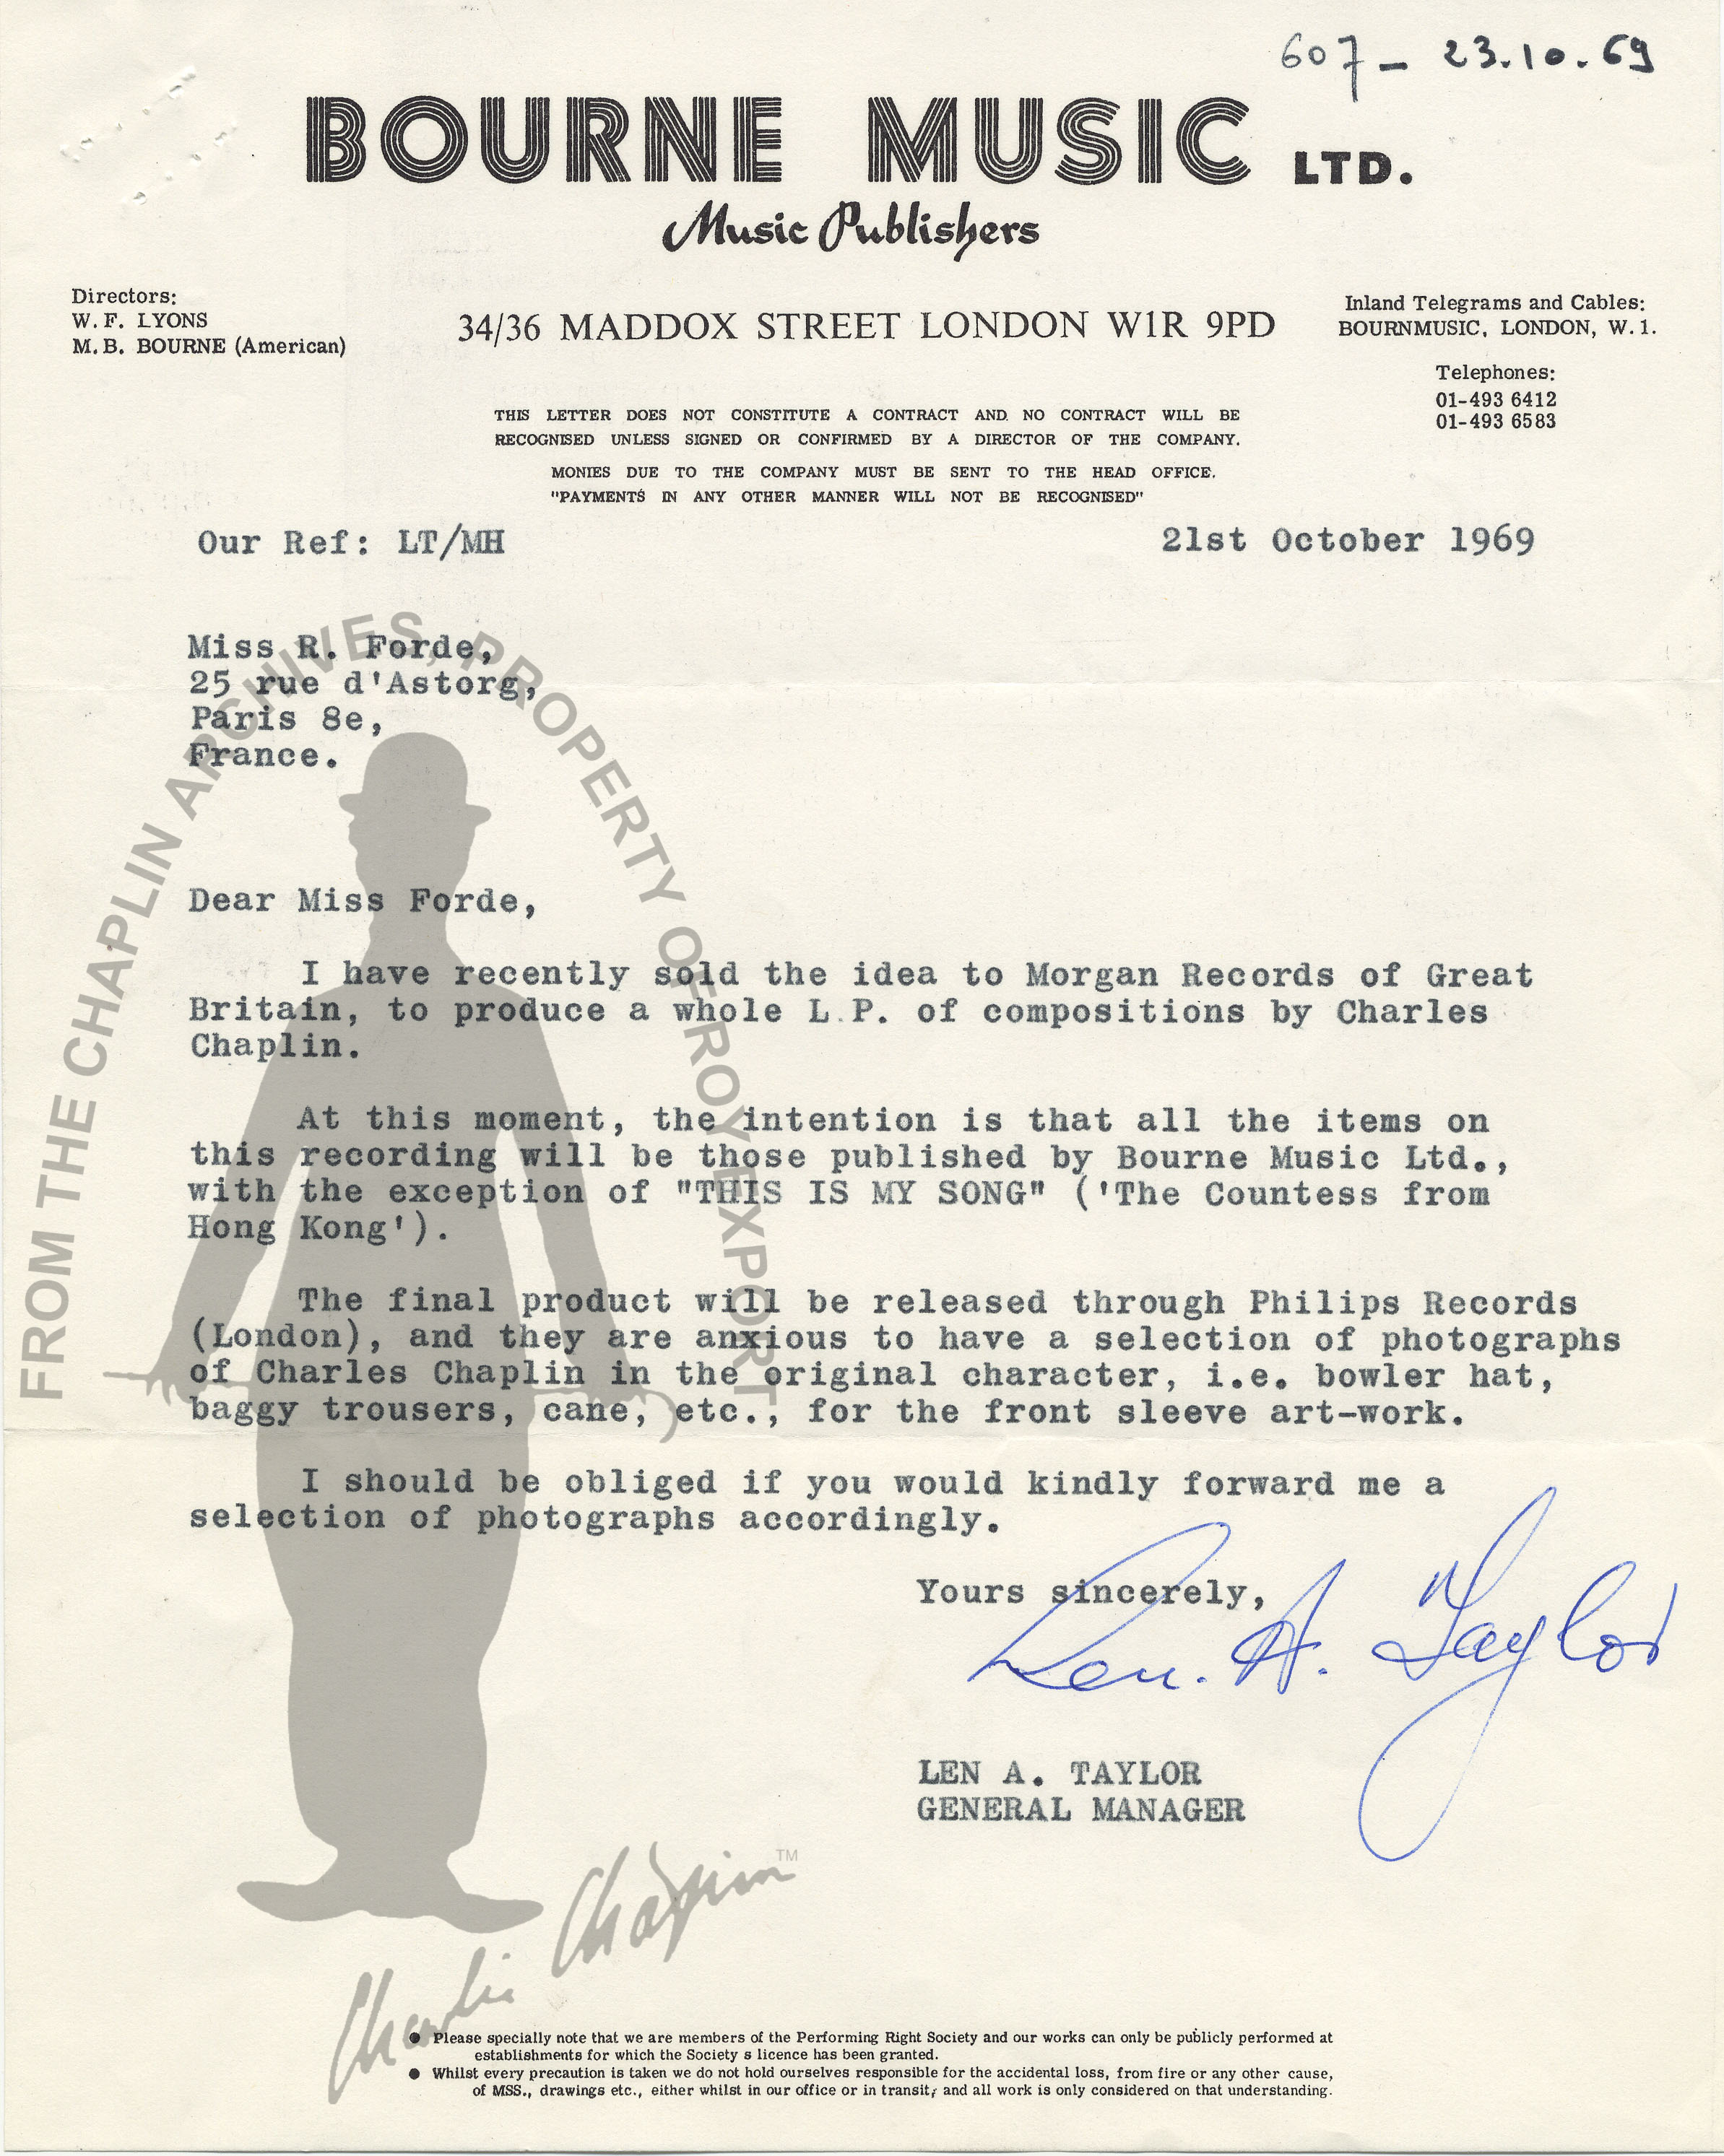 607 - 23.10.69
BOURNE MUSIC LTD.
Music Publishers
Directors:
W. F. LYONS
M. B. BOURNE (American)
34/36 MADDOX STREET LONDON W1R 9PD
Inland Telegrams and Cables:
BOURNMUSIC, LONDON, W. 1.
Telephones:
01-493 6412
01-493 6583
THIS LETTER DOES NOT CONSTITUTE A CONTRACT AND NO CONTRACT WILL BE
RECOGNISED UNLESS SIGNED OR CONFIRMED BY A DIRECTOR OF THE COMPANY.
MONIES DUE TO THE COMPANY MUST BE SENT TO THE HEAD OFFICE.
"PAYMENTS IN ANY OTHER MANNER WILL NOT BE RECOGNISED"
Our Ref: LT/MH
21st October 1969
Miss R. Forde,
25 rue d'Astorg,
Paris 8e,
France.
FROM THE CHAPLIN ARCHIVES, PROPERTY OF ROY EXPORT
Dear Miss Forde,
I have recently sold the idea to Morgan Records of Great
Britain, to produce a whole L.P. of compositions by Charles
Chaplin.
At this moment, the intention is that all the items on
this recording will be those published by Bourne Music Ltd.,
with the exception of "THIS IS MY SONG" ('The Countess from
Hong Kong').
The final product will be released through Philips Records
(London), and they are anxious to have a selection of photographs
of Charles Chaplin in the original character, i.e. bowler hat,
baggy trousers, cane, etc., for the front sleeve art-work.
I should be obliged if you would kindly forward me a
selection of photographs accordingly.
Yours sincerely,
Len. A. Taylor
LEN A. TAYLOR
GENERAL MANAGER
Charlie Chaplin TM
● Please specially note that we are members of the Performing Right Society and our works can only be publicly performed at
establishments for which the Society s licence has been granted.
● Whilst every precaution is taken we do not hold ourselves responsible for the accidental loss, from fire or any other cause,
of MSS., drawings etc., either whilst in our office or in transit, and all work is only considered on that understanding.